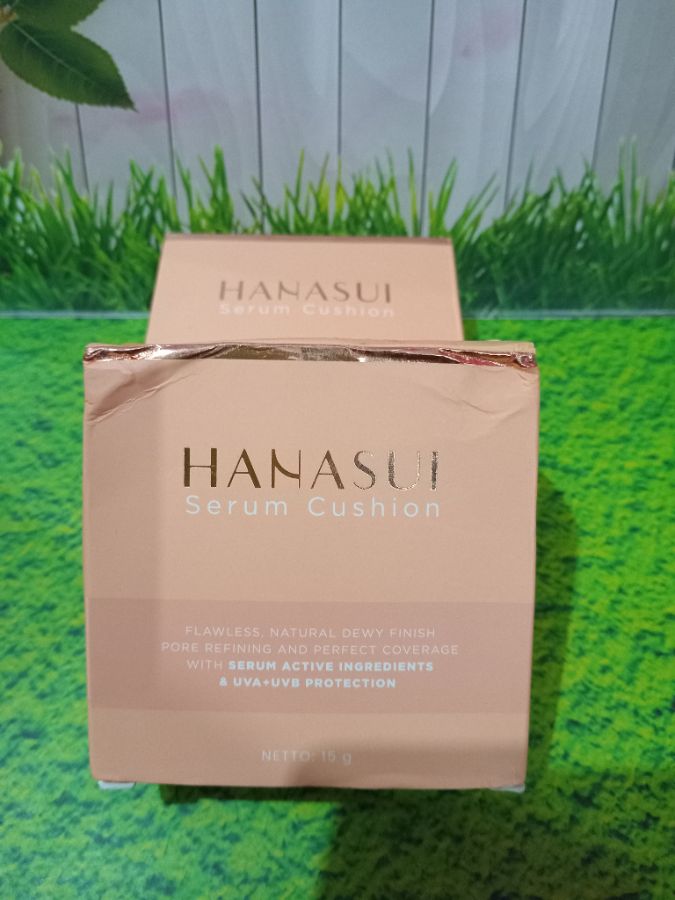 HANASUI
Serum Cushion
HANASUI
Serum Cushion
FLAWLESS, NATURAL DEWY FINISH
PORE REFINING AND PERFECT COVERAGE
WITH SERUM ACTIVE INGREDIENTS
& UVA+UVB PROTECTION
NETTO: 15 g